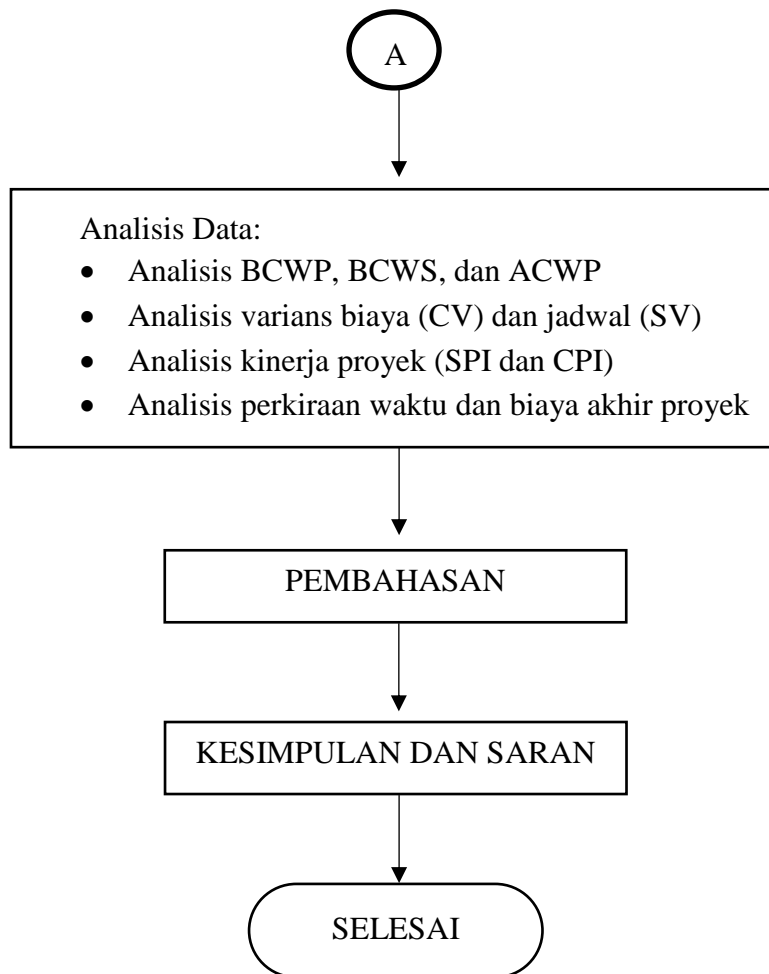 A
Analisis Data:
• Analisis BCWP, BCWS, dan ACWP
• Analisis varians biaya (CV) dan jadwal (SV)
• Analisis kinerja proyek (SPI dan CPI)
• Analisis perkiraan waktu dan biaya akhir proyek
PEMBAHASAN
KESIMPULAN DAN SARAN
SELESAI